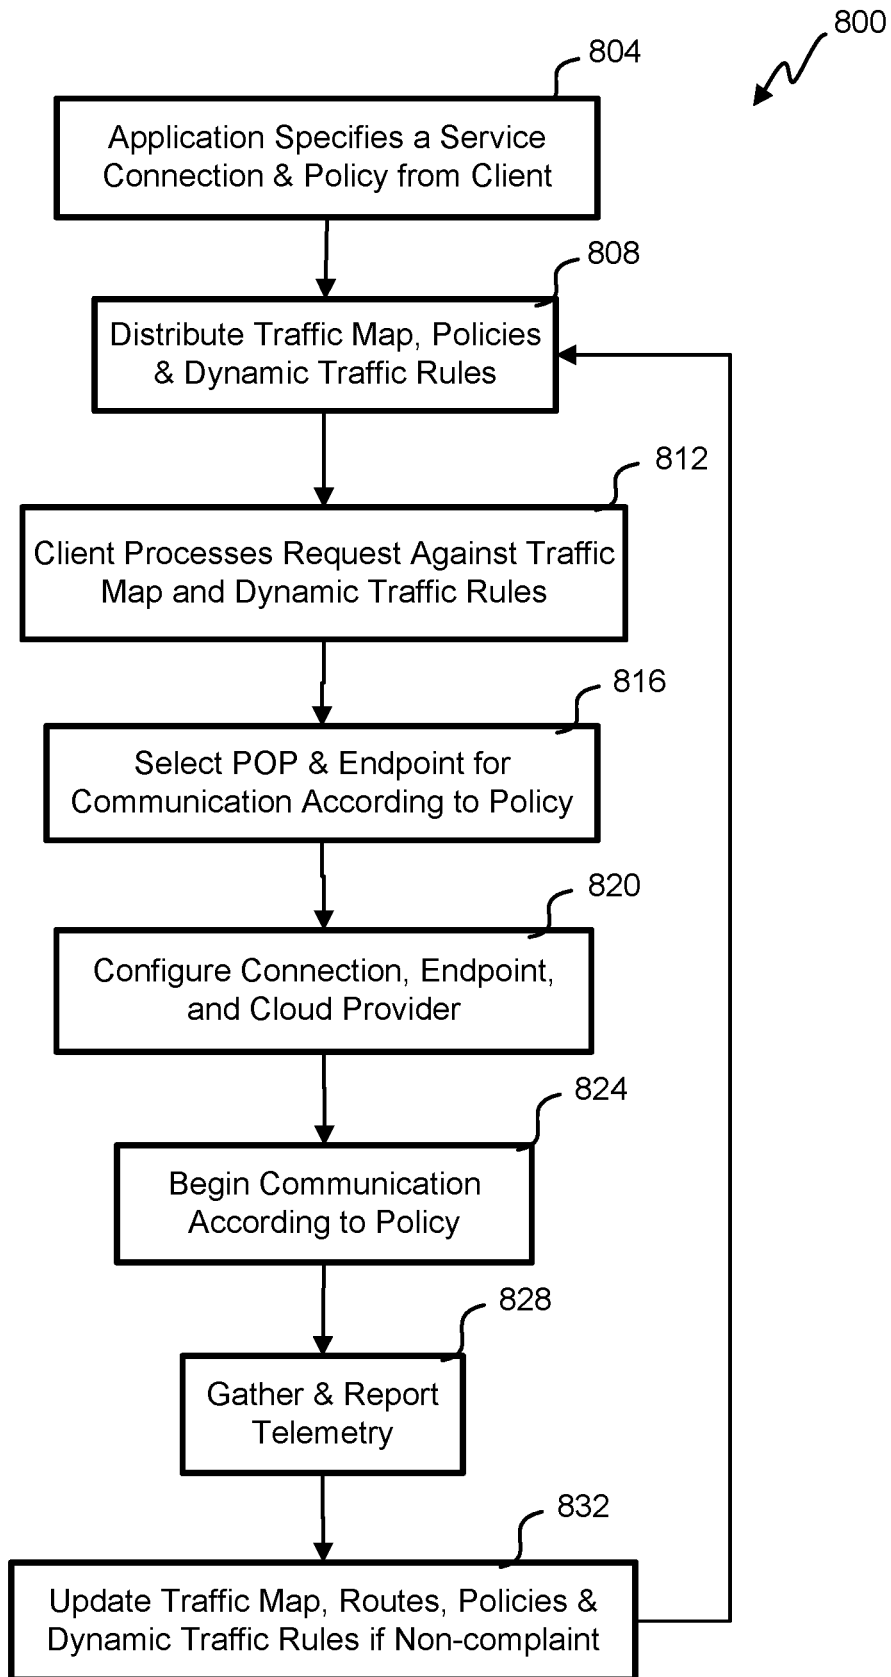 800
804
Application Specifies a Service
Connection & Policy from Client
808
Distribute Traffic Map, Policies
& Dynamic Traffic Rules
812
Client Processes Request Against Traffic
Map and Dynamic Traffic Rules
816
Select POP & Endpoint for
Communication According to Policy
820
Configure Connection, Endpoint,
and Cloud Provider
824
Begin Communication
According to Policy
828
Gather & Report
Telemetry
832
Update Traffic Map, Routes, Policies &
Dynamic Traffic Rules if Non-complaint